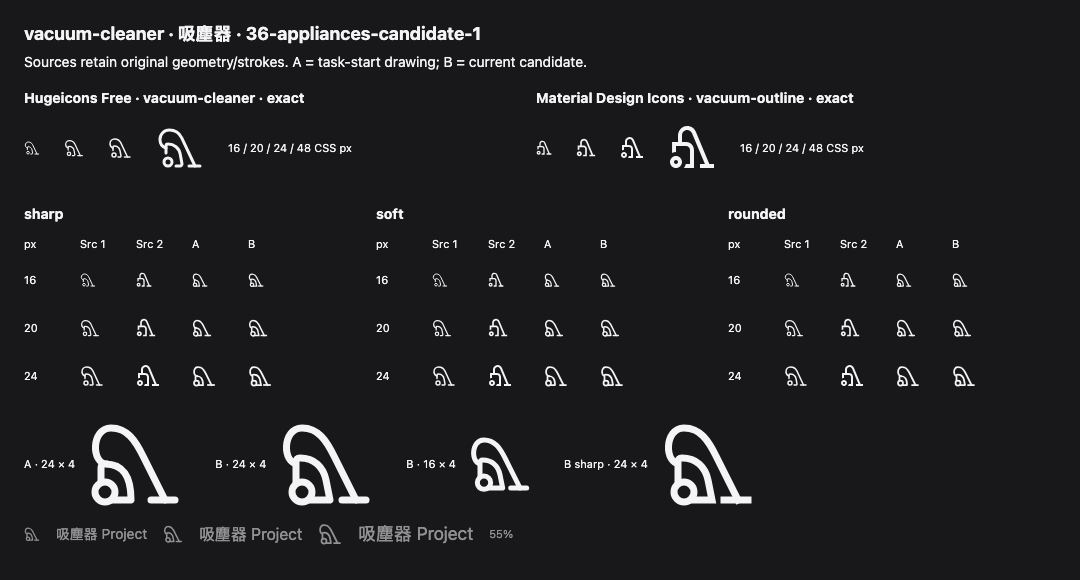 vacuum-cleaner · 吸塵器 · 36-appliances-candidate-1
Sources retain original geometry/strokes. A = task-start drawing; B = current candidate.
Hugeicons Free · vacuum-cleaner · exact
16 / 20 / 24 / 48 CSS px
Material Design Icons · vacuum-outline · exact
16 / 20 / 24 / 48 CSS px
sharp
px Src 1 Src 2 A B
16
20
24
soft
px Src 1 Src 2 A B
16
20
24
rounded
px Src 1 Src 2 A B
16
20
24
A · 24 × 4
B · 24 × 4
B · 16 × 4
B sharp · 24 × 4
吸塵器 Project 吸塵器 Project 吸塵器 Project 55%